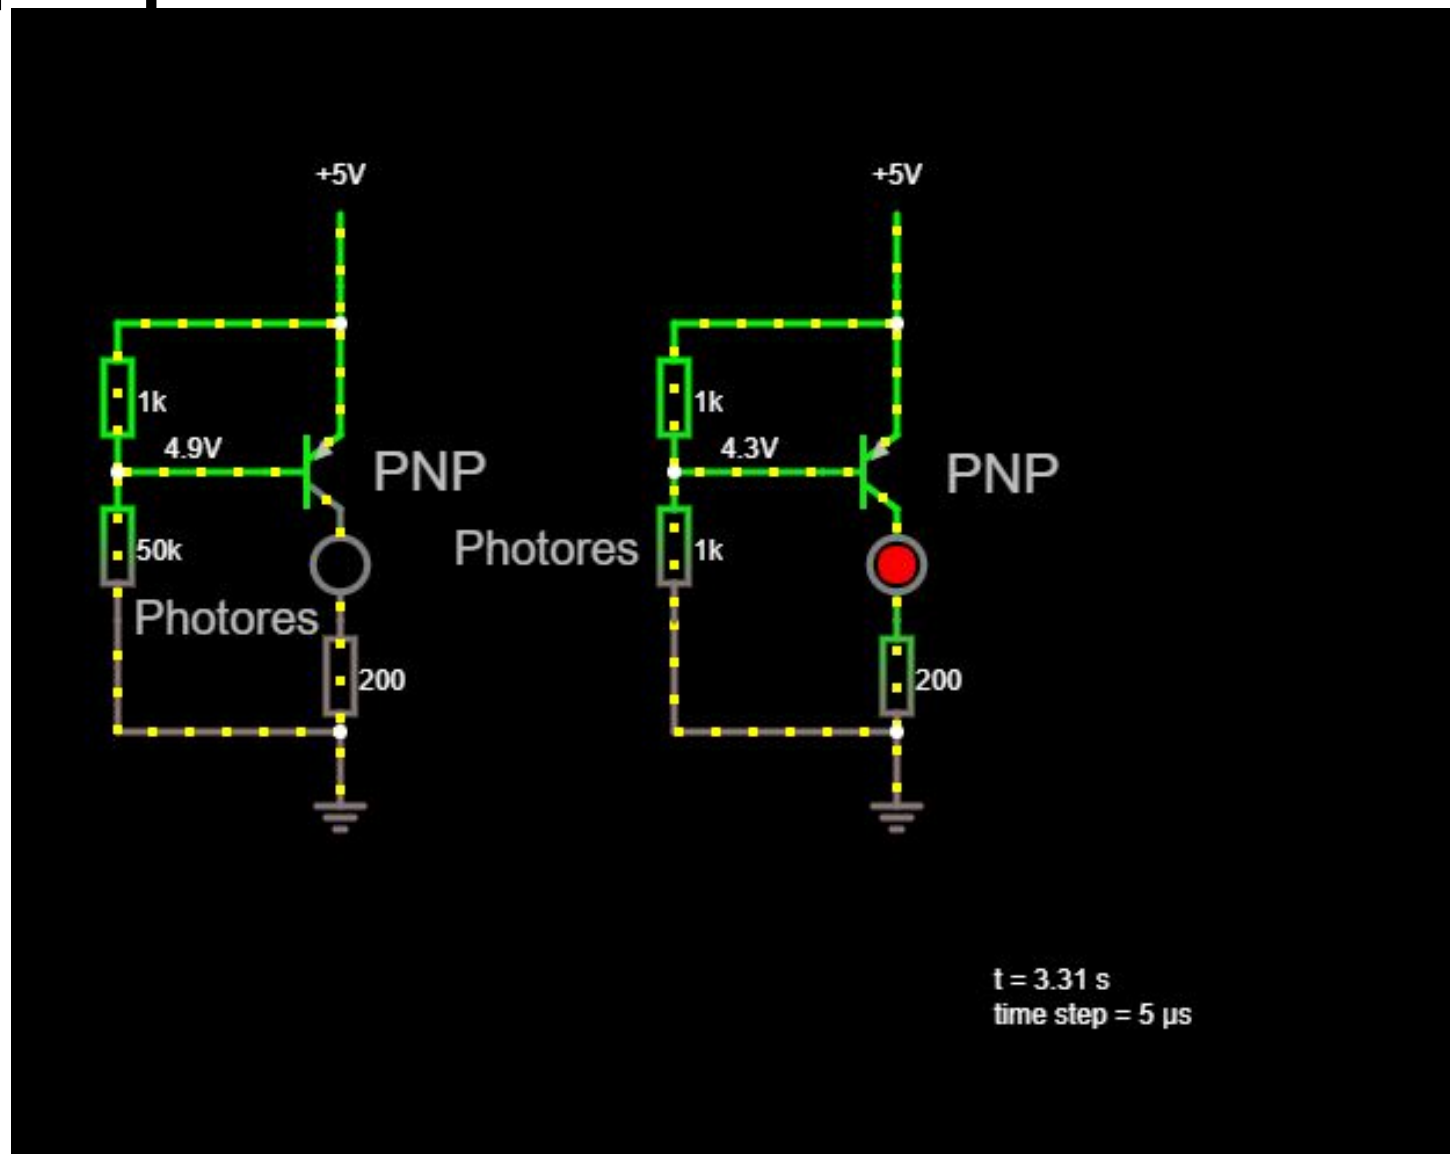 +5V
+5V
1k
1k
4.9V
4.3V
PNP
PNP
50k
Photores
1k
Photores
200
200
t = 3.31 s
time step = 5 µs